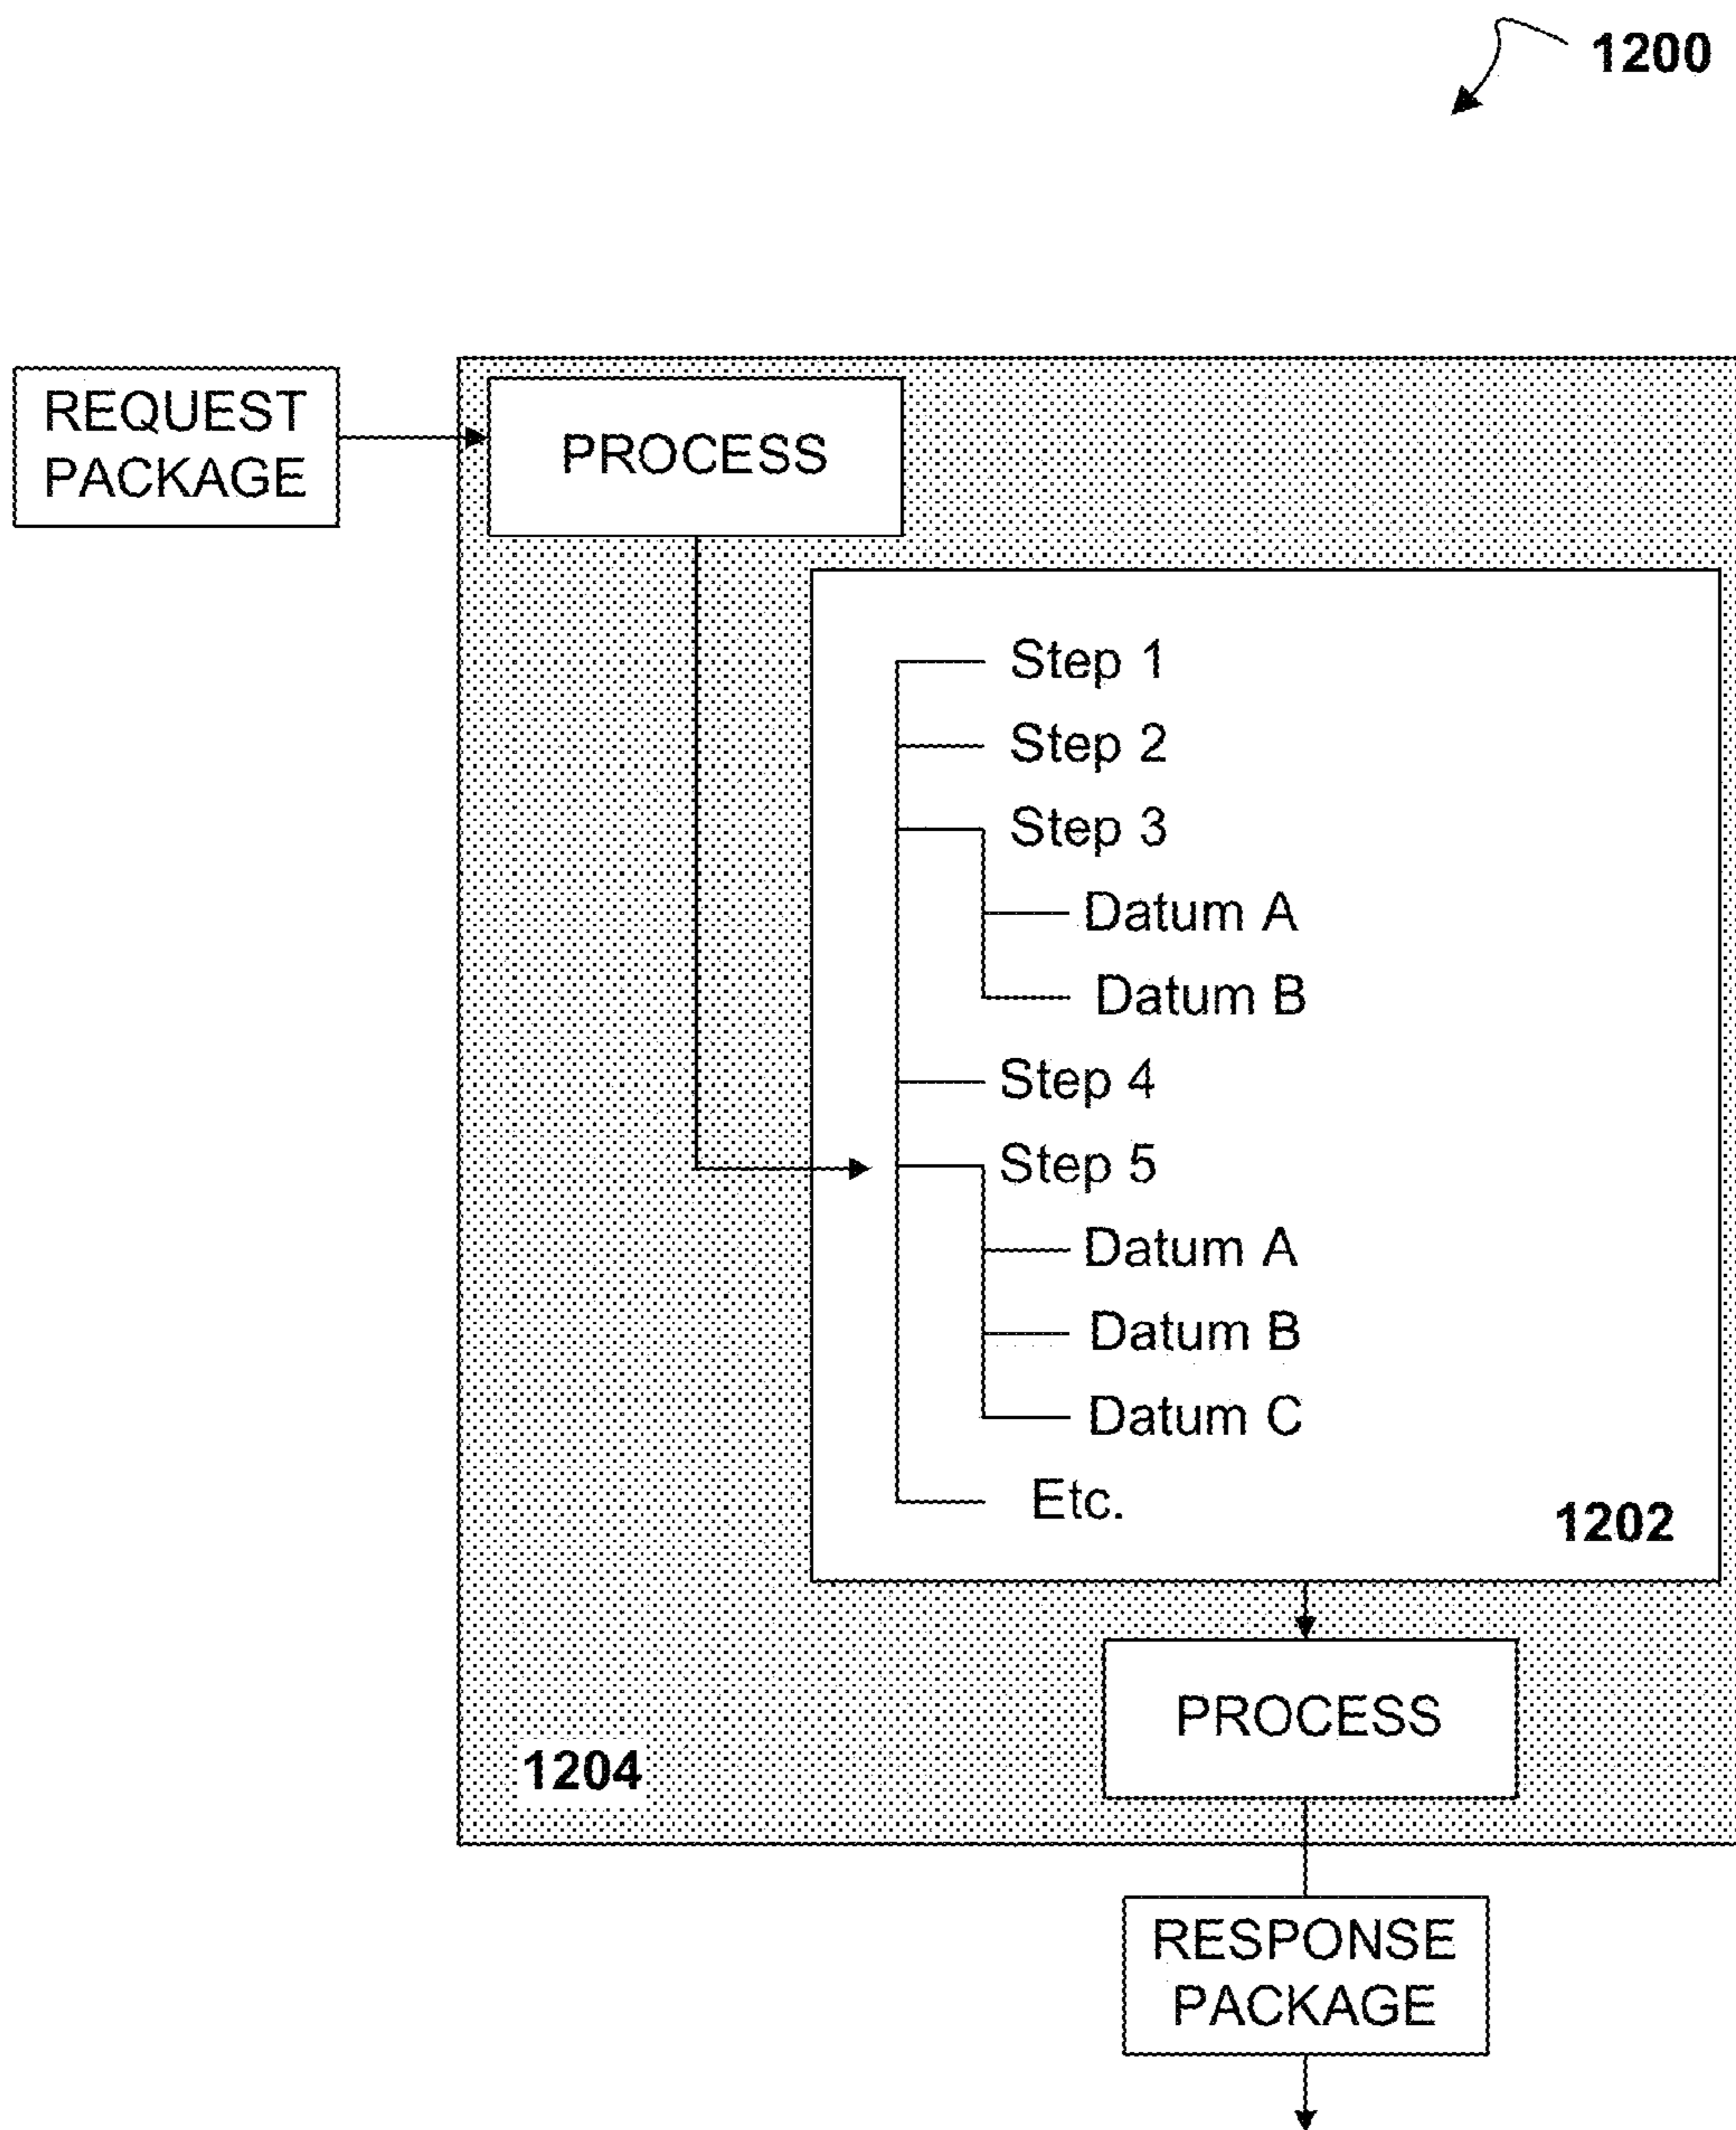 1200
REQUEST
PACKAGE
PROCESS
Step 1
Step 2
Step 3
Datum A
Datum B
Step 4
Step 5
Datum A
Datum B
Datum C
Etc.
1202
PROCESS
1204
RESPONSE
PACKAGE